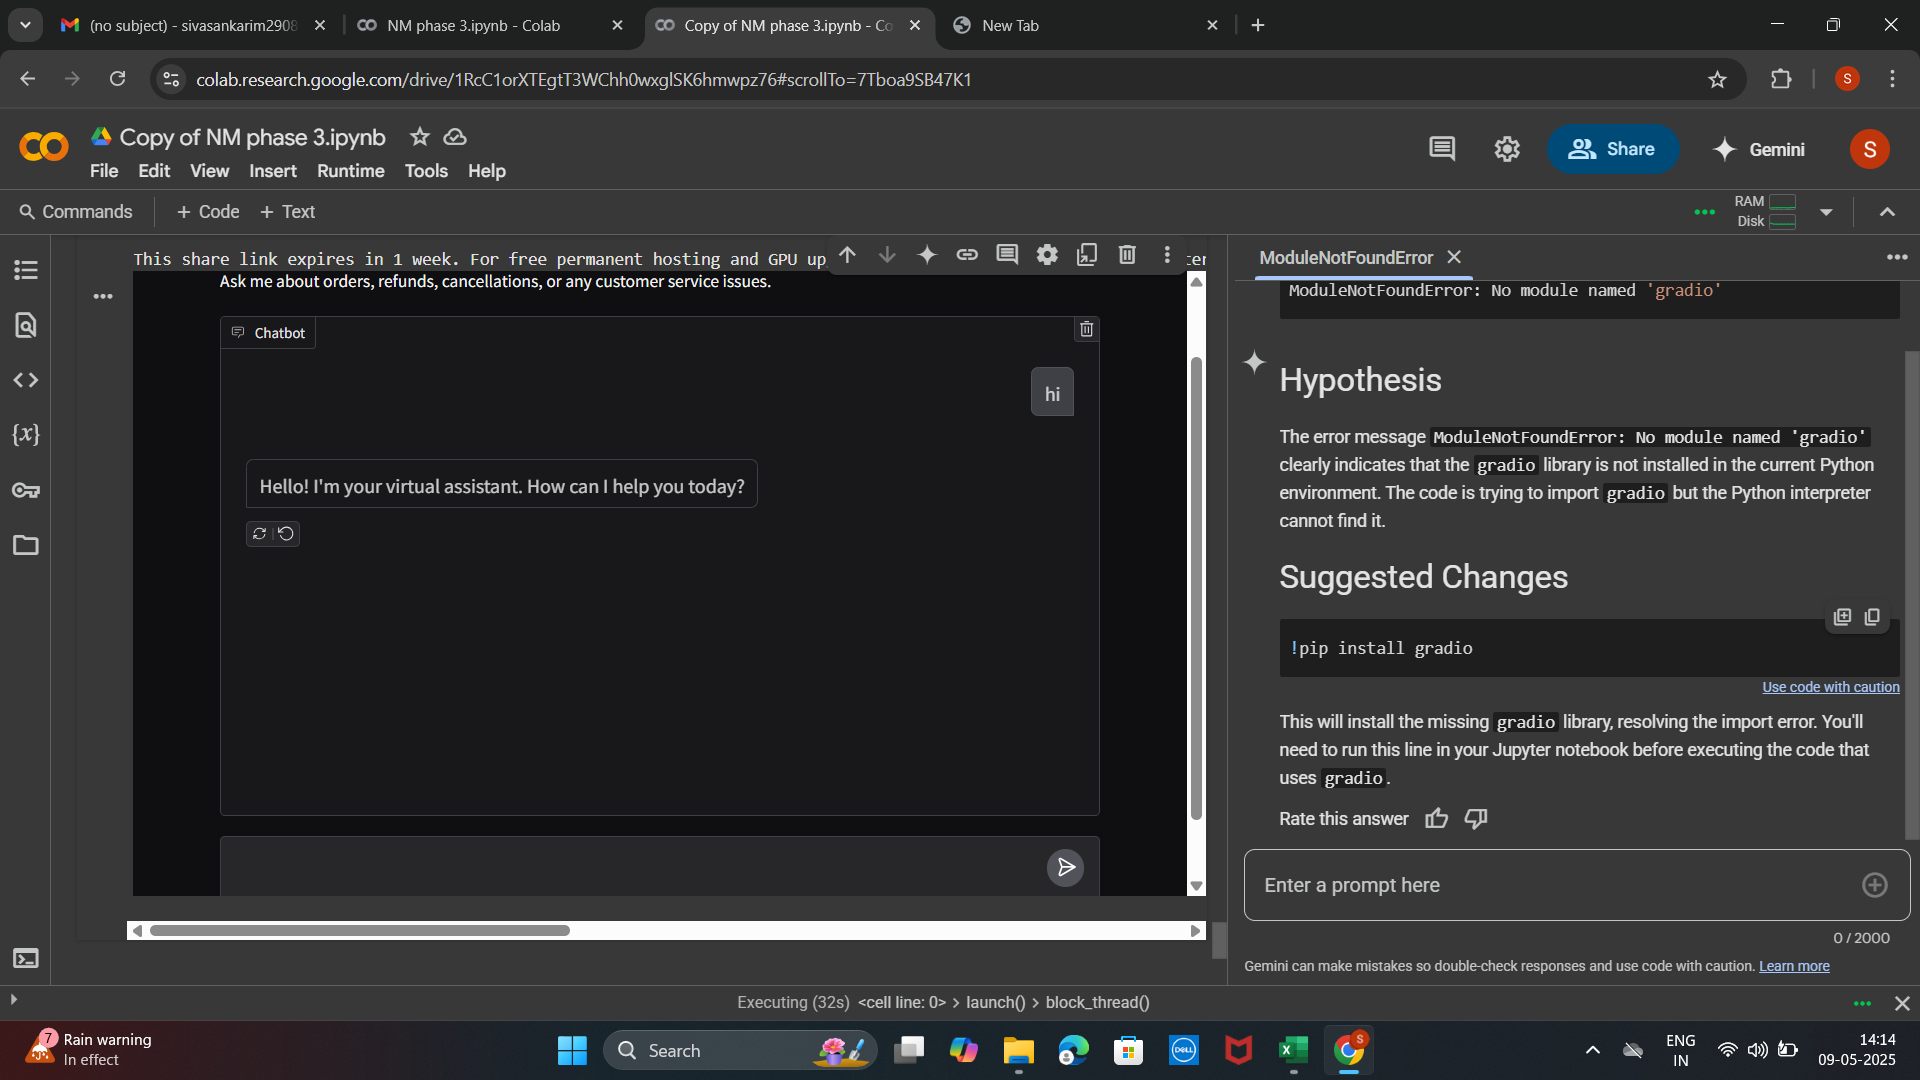 (no subject) - sivasankarim2908
NM phase 3.ipynb - Colab
Copy of NM phase 3.ipynb - Co
New Tab
colab.research.google.com/drive/1RcC1orXTEgtT3WChh0wxglSK6hmwpz76#scrollTo=7Tboa9SB47K1
S
CO
Copy of NM phase 3.ipynb
File Edit View Insert Runtime Tools Help
Share
Gemini
S
Commands
+ Code + Text
RAM
Disk
This share link expires in 1 week. For free permanent hosting and GPU up
Ask me about orders, refunds, cancellations, or any customer service issues.
Chatbot
hi
Hello! I'm your virtual assistant. How can I help you today?
ModuleNotFoundError
ModuleNotFoundError: No module named 'gradio'
Hypothesis
The error message ModuleNotFoundError: No module named 'gradio'
clearly indicates that the gradio library is not installed in the current Python
environment. The code is trying to import gradio but the Python interpreter
cannot find it.
Suggested Changes
!pip install gradio
Use code with caution
This will install the missing gradio library, resolving the import error. You'll
need to run this line in your Jupyter notebook before executing the code that
uses gradio.
Rate this answer
Enter a prompt here
0 / 2000
Gemini can make mistakes so double-check responses and use code with caution. Learn more
Executing (32s) <cell line: 0> > launch() > block_thread()
7
Rain warning
In effect
Search
DELL
S
ENG
IN
14:14
09-05-2025